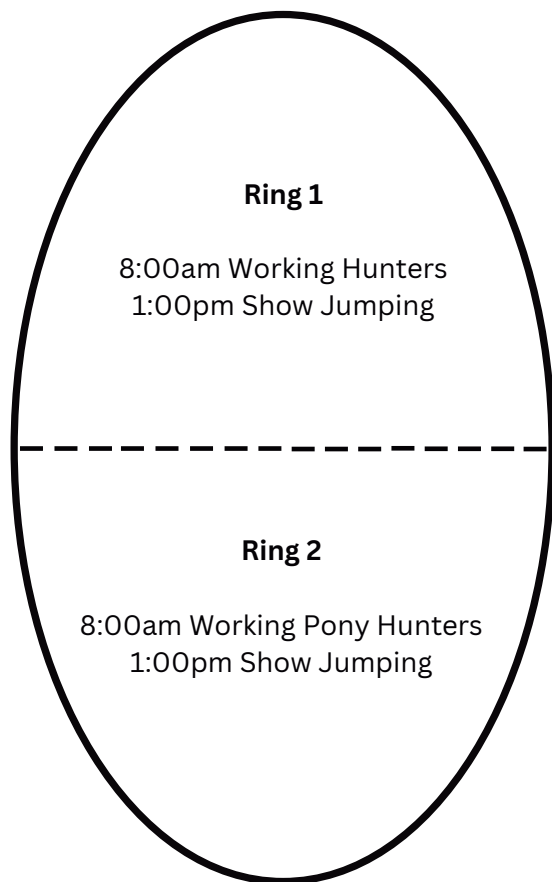 Ring 1
8:00am Working Hunters
1:00pm Show Jumping
Ring 2
8:00am Working Pony Hunters
1:00pm Show Jumping